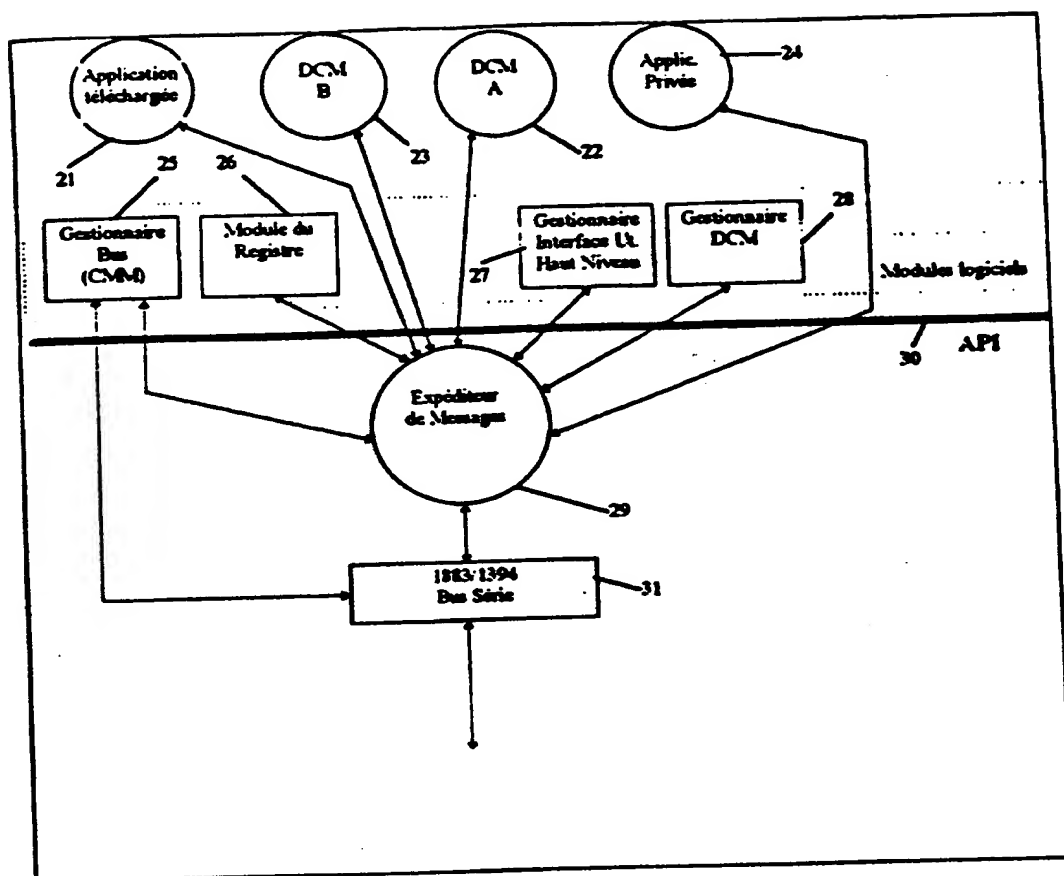 Application
téléchargée
DCM
B
DCM
A
Applic.
Privée
24
21
25
26
23
22
28
Gestionnaire
Bus
(CMM)
Module du
Registre
27
Gestionnaire
Interface Ut.
Haut Niveau
Gestionnaire
DCM
Modules logiciels
30
API
Expéditeur
de Messages
29
1883/1394
Bus Série
31